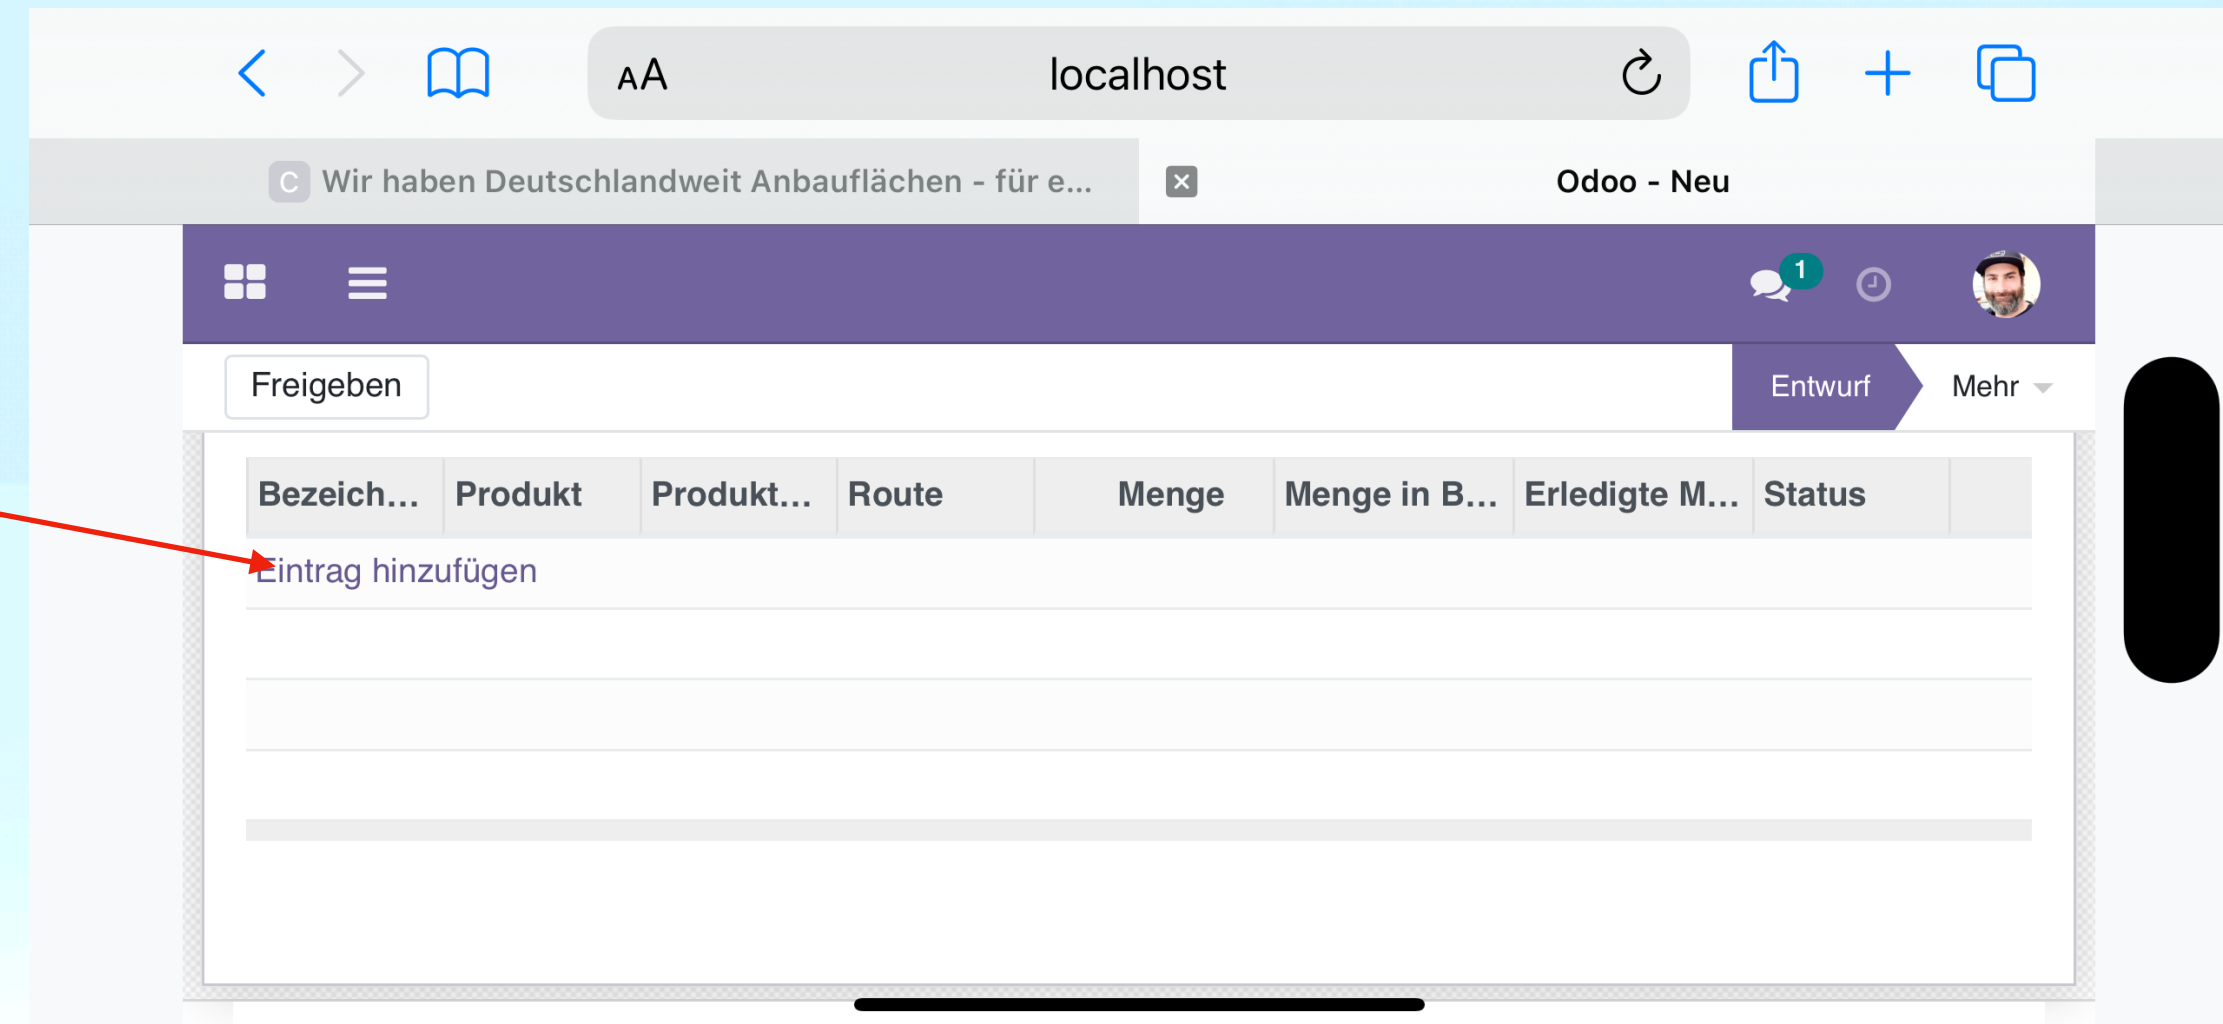 AA localhost
C Wir haben Deutschlandweit Anbauflächen - für e... Odoo - Neu
1
Freigeben Entwurf Mehr
Bezeich... Produkt Produkt... Route Menge Menge in B... Erledigte M... Status
Eintrag hinzufügen